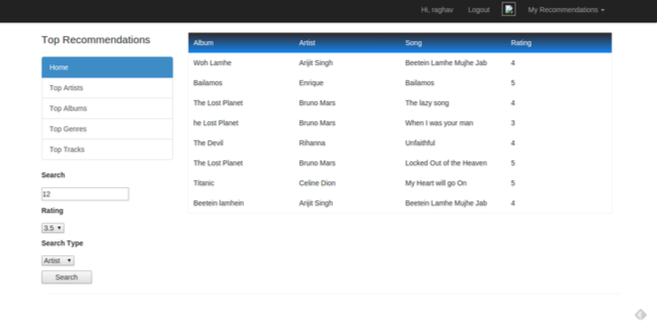 Hi, raghav Logout My Recommendations
Top Recommendations
Home
Top Artists
Top Albums
Top Genres
Top Tracks
Search
12
Rating
3.5
Search Type
Artist
Search
Album Artist Song Rating
Woh Lamhe Arijit Singh Beetein Lamhe Mujhe Jab 4
Bailamos Enrique Bailamos 5
The Lost Planet Bruno Mars The lazy song 4
he Lost Planet Bruno Mars When I was your man 3
The Devil Rihanna Unfaithful 4
The Lost Planet Bruno Mars Locked Out of the Heaven 5
Titanic Celine Dion My Heart will go On 5
Beetein lamhein Arijit Singh Beetein Lamhe Mujhe Jab 4